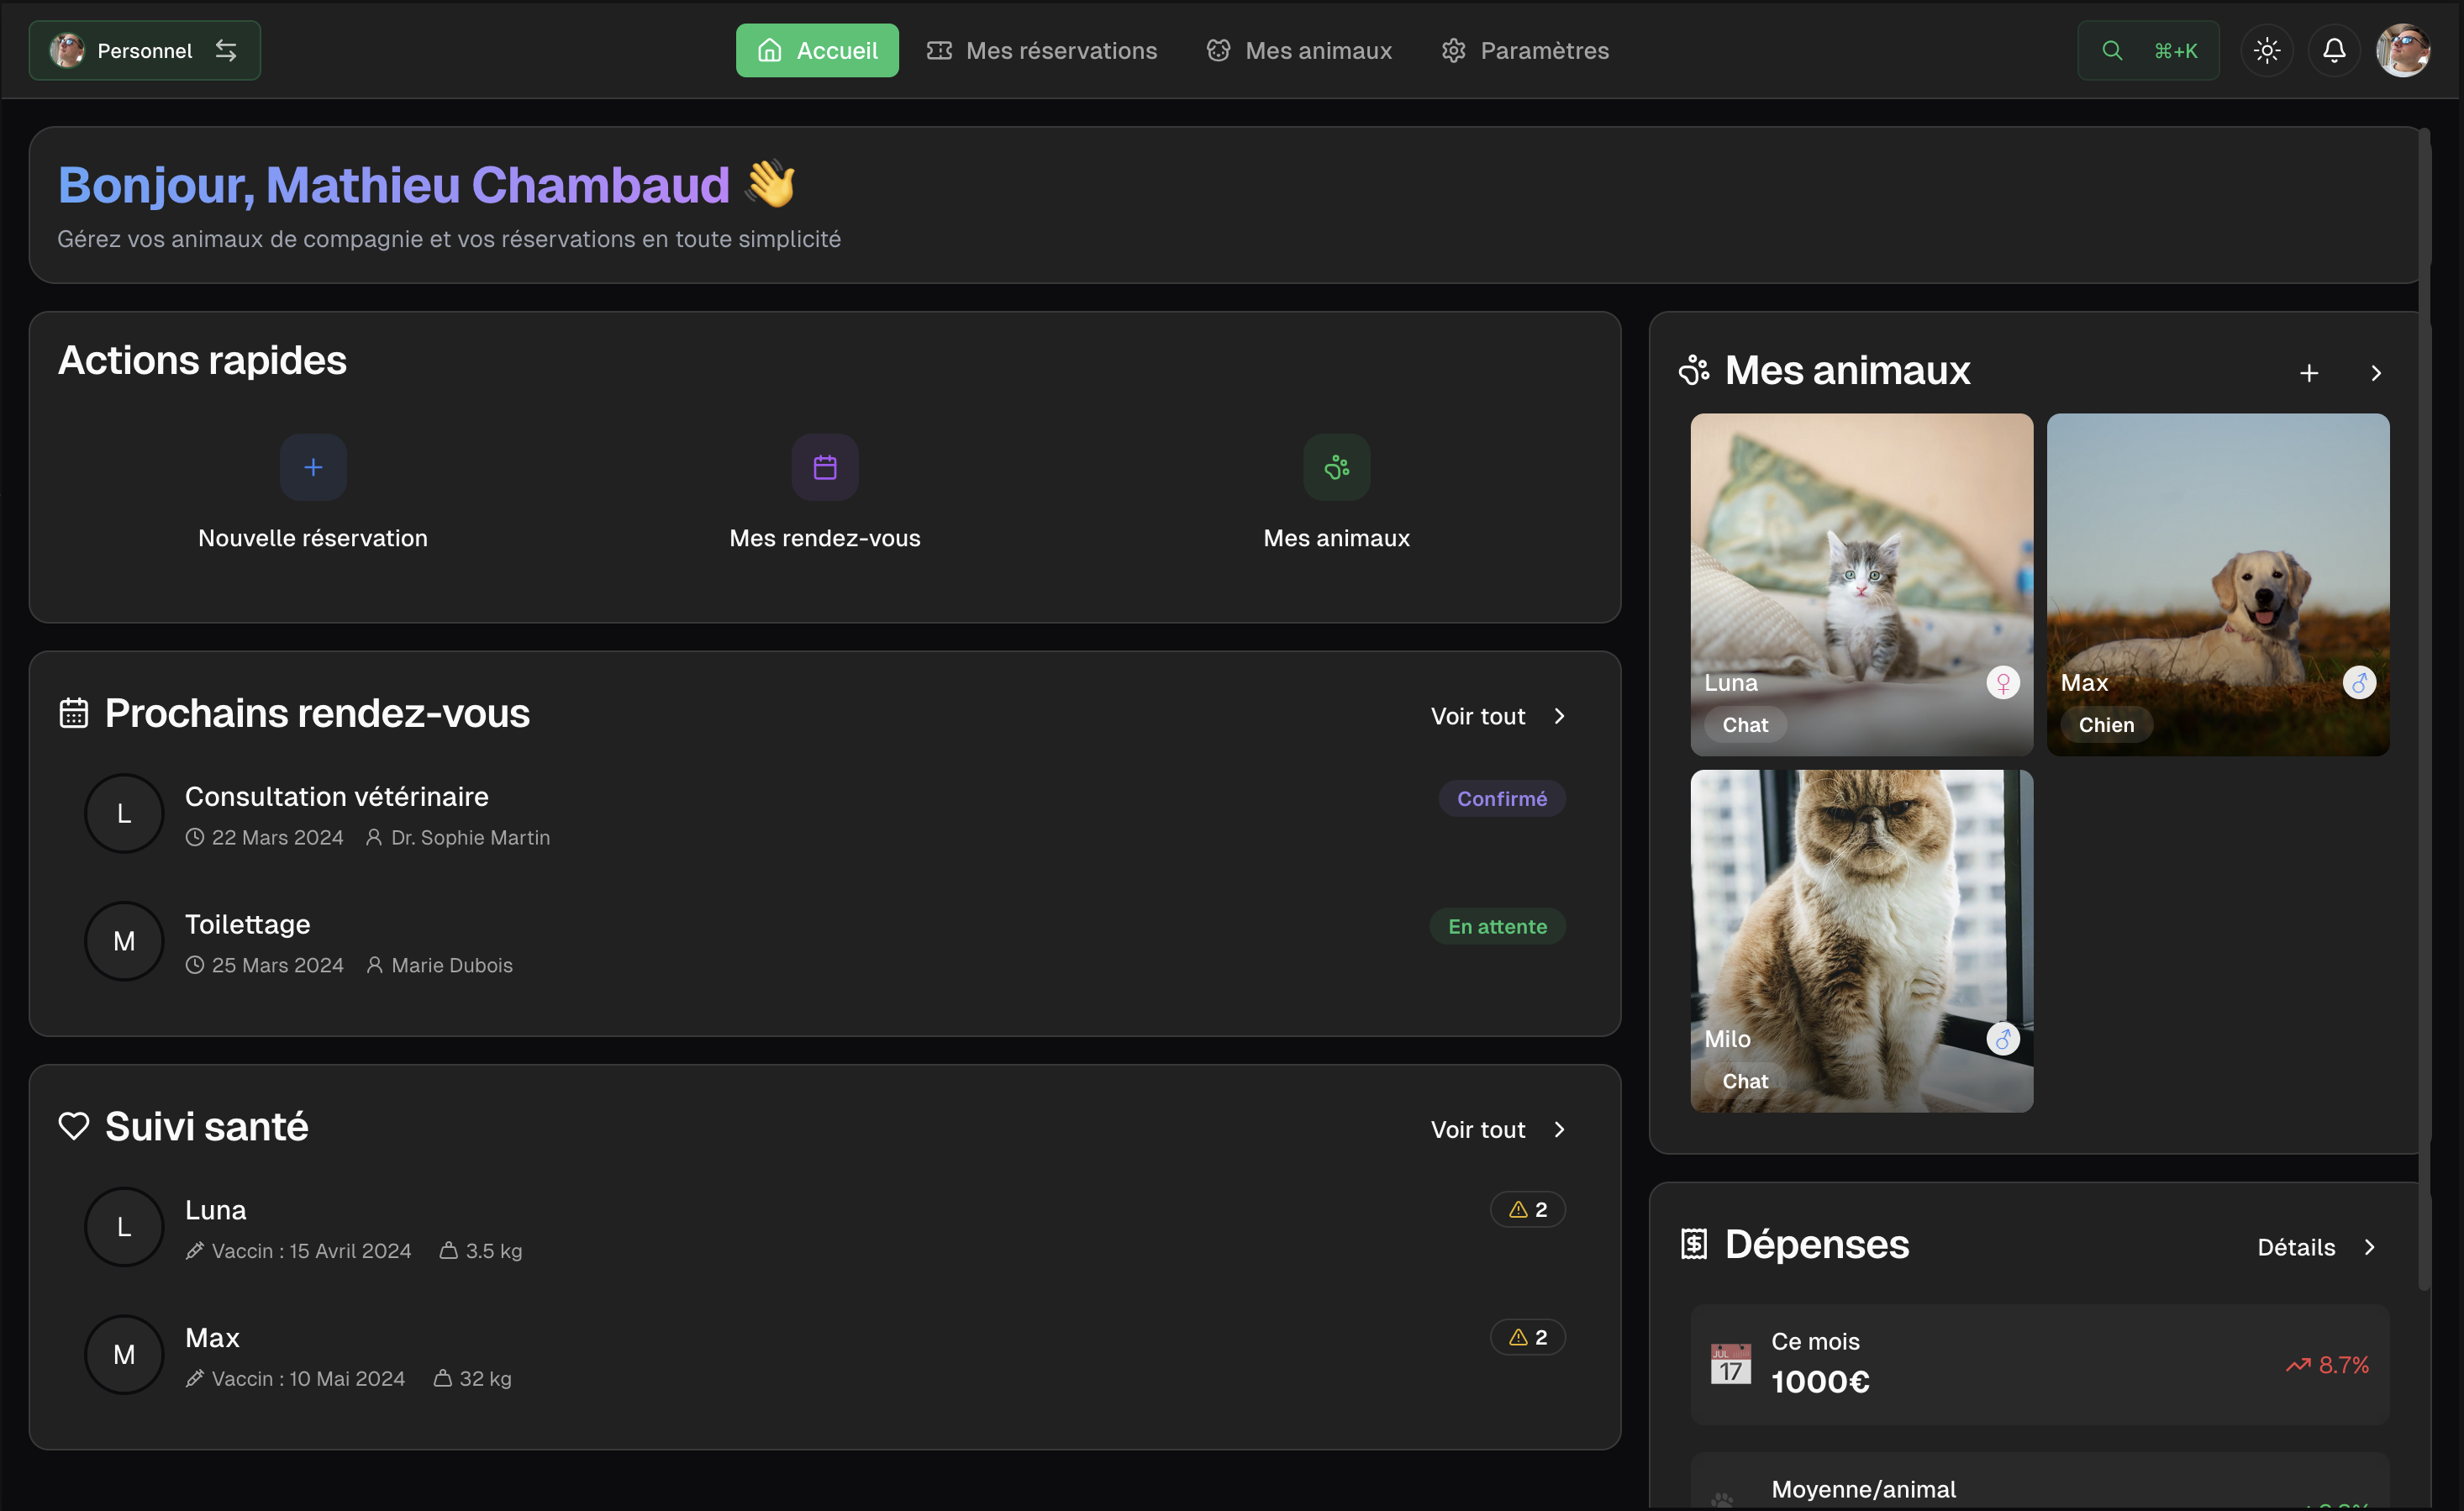 Personnel
Accueil
Mes réservations
Mes animaux
Paramètres
⌘+K
Bonjour, Mathieu Chambaud 👋
Gérez vos animaux de compagnie et vos réservations en toute simplicité
Actions rapides
Nouvelle réservation
Mes rendez-vous
Mes animaux
Prochains rendez-vous
Voir tout
L
Consultation vétérinaire
22 Mars 2024 Dr. Sophie Martin
Confirmé
M
Toilettage
25 Mars 2024 Marie Dubois
En attente
Suivi santé
Voir tout
L
Luna
Vaccin : 15 Avril 2024 3.5 kg
2
M
Max
Vaccin : 10 Mai 2024 32 kg
2
Mes animaux
Luna
Chat
Max
Chien
Milo
Chat
Dépenses
Détails
JUL
17
Ce mois
1000€
8.7%
Moyenne/animal